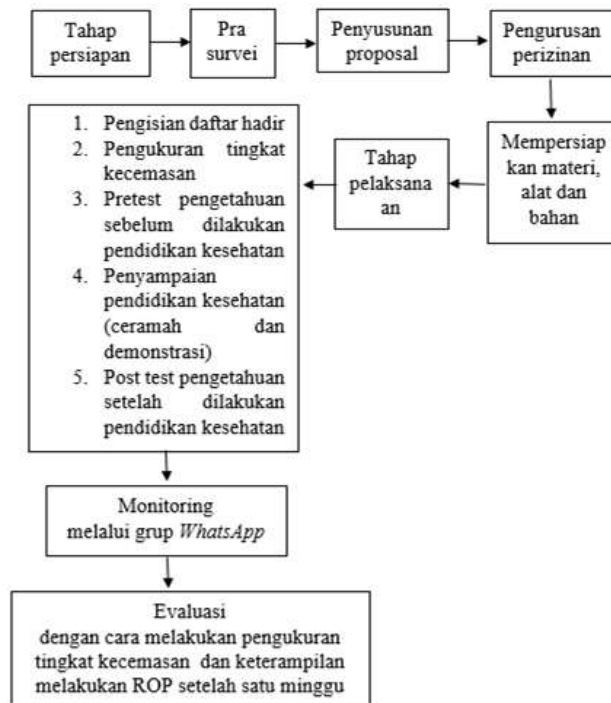 Tahap
persiapan
Pra
survei
Penyusunan
proposal
Pengurusan
perizinan
Mempersiap
kan materi,
alat dan
bahan
Tahap
pelaksana
an
1. Pengisian daftar hadir
2. Pengukuran tingkat
kecemasan
3. Pretest pengetahuan
sebelum dilakukan
pendidikan kesehatan
4. Penyampaian
pendidikan kesehatan
(ceramah dan
demonstrasi)
5. Post test pengetahuan
setelah dilakukan
pendidikan kesehatan
Monitoring
melalui grup WhatsApp
Evaluasi
dengan cara melakukan pengukuran
tingkat kecemasan dan keterampilan
melakukan ROP setelah satu minggu